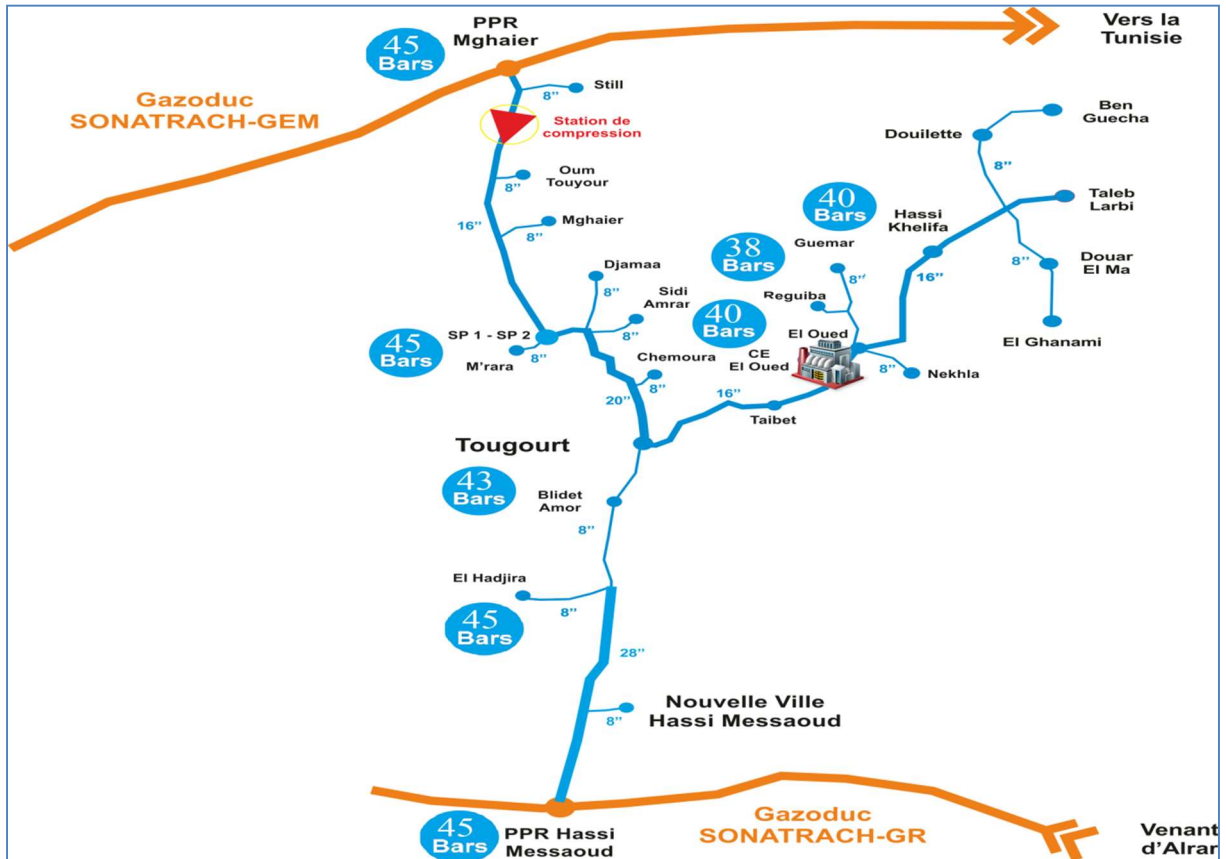 PPR
Mghaier
45
Bars
Vers la
Tunisie
Gazoduc
SONATRACH-GEM
Still
8"
Station de
compression
Ben
Guecha
Douilette
8"
Oum
Touyour
8"
Taleb
Larbi
40
Bars
Hassi
Khelifa
16"
Mghaier
8"
38
Bars
Guemar
8"
Djamaa
8"
Sidi
Amrar
8"
Reguiba
16"
8"
Douar
El Ma
40
Bars
El Oued
CE
El Oued
El Ghanami
45
Bars
SP 1 - SP 2
8"
M'rara
Chemoura
8"
20"
8"
Nekhla
16"
Taibet
Tougourt
43
Bars
Blidet
Amor
8"
El Hadjira
8"
45
Bars
28"
Nouvelle Ville
Hassi Messaoud
8"
45
Bars
PPR Hassi
Messaoud
Gazoduc
SONATRACH-GR
Venant
d'Alrar